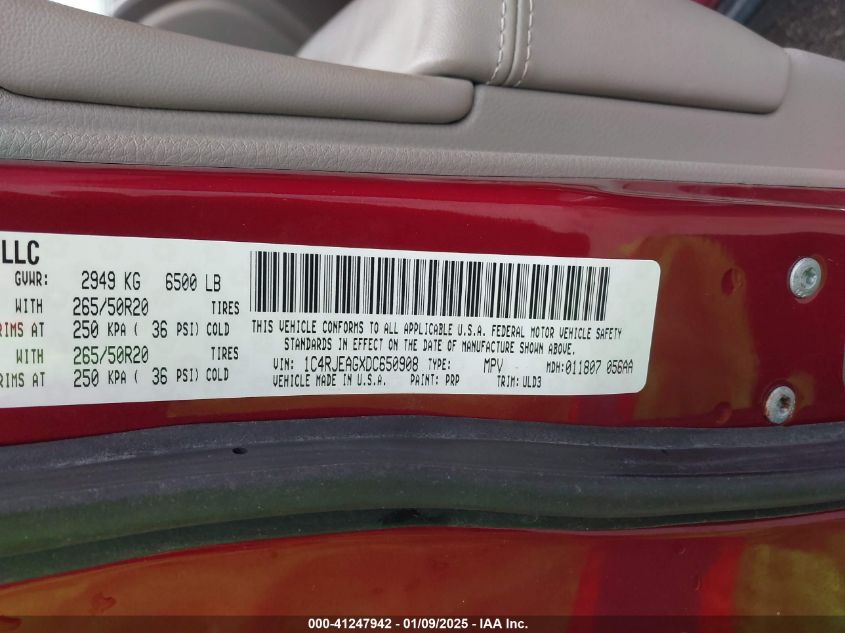 LLC
GVWR: 2949 KG 6500 LB
WITH 265/50R20 TIRES
RIMS AT 250 KPA ( 36 PSI) COLD
WITH 265/50R20 TIRES
RIMS AT 250 KPA ( 36 PSI) COLD
THIS VEHICLE CONFORMS TO ALL APPLICABLE U.S.A. FEDERAL MOTOR VEHICLE SAFETY
STANDARDS IN EFFECT ON THE DATE OF MANUFACTURE SHOWN ABOVE.
VIN: 1C4RJEAGXDC650908 TYPE: MPV MDH:011807 056AA
VEHICLE MADE IN U.S.A. PAINT: PRP TRIM: ULD3
000-41247942 - 01/09/2025 - IAA Inc.